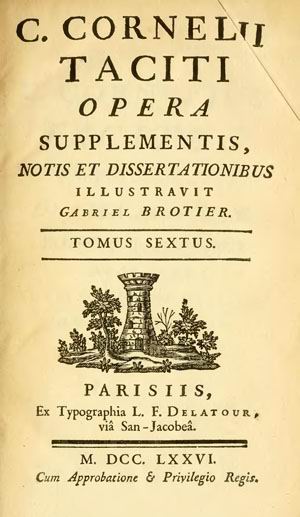 C. CORNELII
TACITI
OPERA
SUPPLEMENTIS,
NOTIS ET DISSERTATIONIBUS
ILLUSTRAVIT
GABRIEL BROTIER.
TOMUS SEXTUS.
PARISIIS,
Ex Typographia L. F. DELATOUR,
viâ San-Jacobeâ.
M. DCC. LXXVI.
Cum Approbatione & Privilegio Regis.